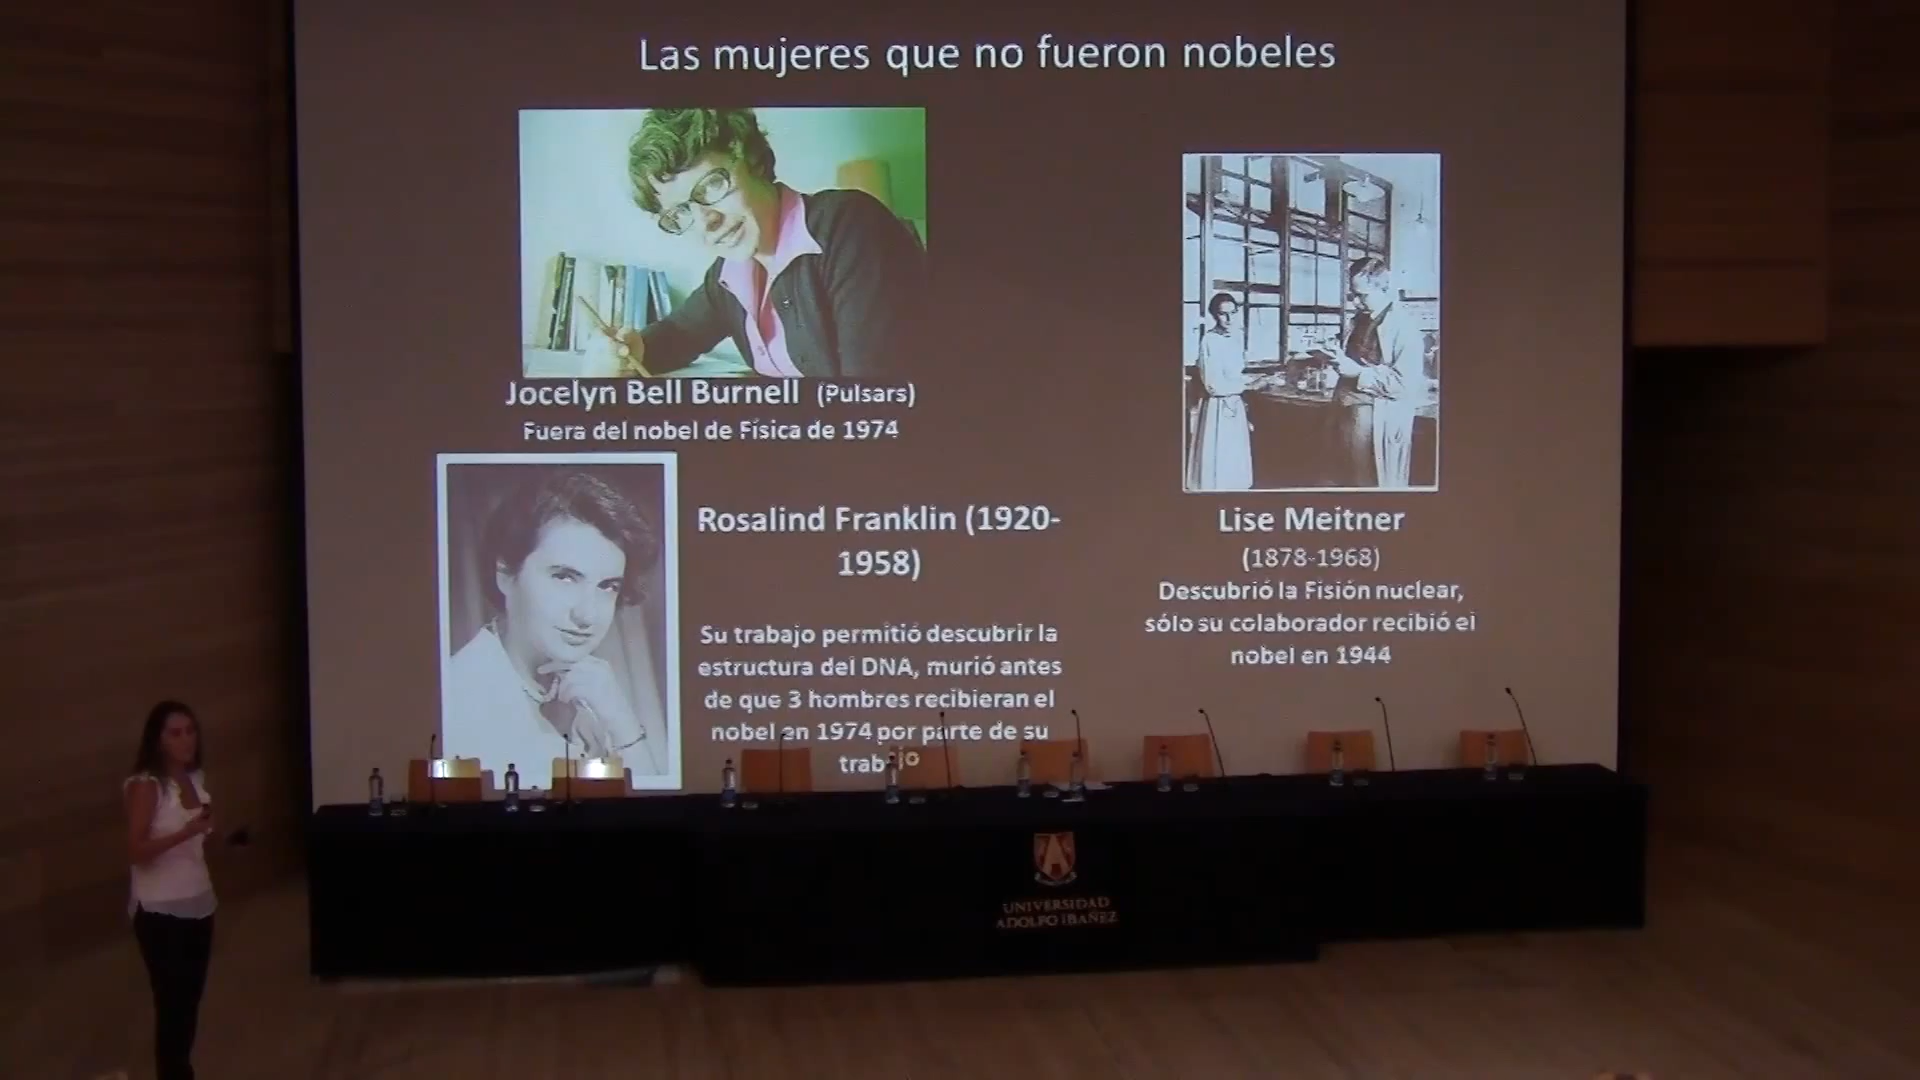 Las mujeres que no fueron nobeles
Jocelyn Bell Burnell (Pulsars)
Fuera del nobel de Física de 1974
Rosalind Franklin (1920-
1958)
Su trabajo permitió descubrir la
estructura del DNA, murió antes
de que 3 hombres recibieran el
nobel en 1974 por parte de su
trabajo
Lise Meitner
(1878-1968)
Descubrió la Fisión nuclear,
sólo su colaborador recibió el
nobel en 1944
UNIVERSIDAD
ADOLFO IBAÑEZ